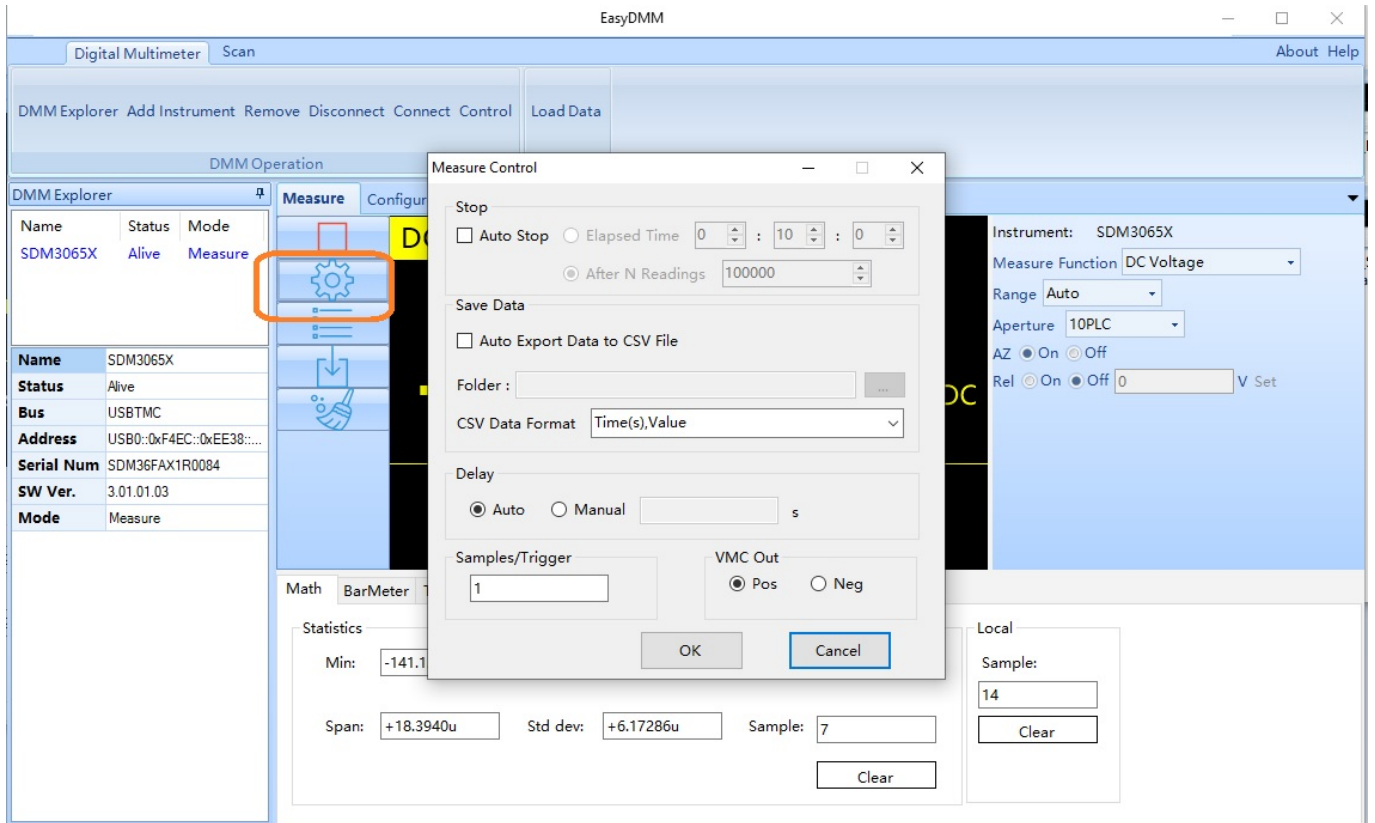 EasyDMM
Digital Multimeter Scan About Help
DMM Explorer Add Instrument Remove Disconnect Connect Control Load Data
DMM Operation
DMM Explorer
Name Status Mode
SDM3065X Alive Measure
Name SDM3065X
Status Alive
Bus USBTMC
Address USB0::0xF4EC::0xEE38::...
Serial Num SDM36FAX1R0084
SW Ver. 3.01.01.03
Mode Measure
Measure Configur
DC
Measure Control
Stop
Auto Stop Elapsed Time 0 : 10 : 0
After N Readings 100000
Save Data
Auto Export Data to CSV File
Folder : ...
CSV Data Format Time(s),Value
Delay
Auto Manual s
Samples/Trigger
1
VMC Out
Pos Neg
OK Cancel
Instrument: SDM3065X
Measure Function DC Voltage
Range Auto
Aperture 10PLC
AZ On Off
Rel On Off 0 V Set
Math BarMeter
Statistics
Min: -141.1
Span: +18.3940u Std dev: +6.17286u Sample: 7
Clear
Local
Sample:
14
Clear